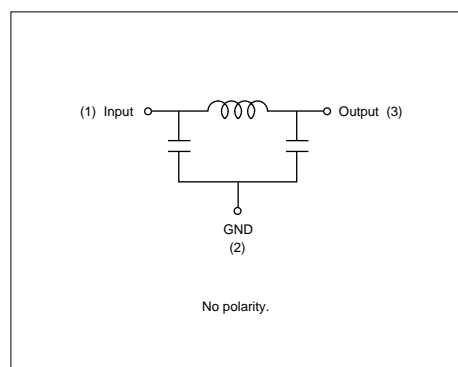 (1) Input
Output (3)
GND
(2)
No polarity.